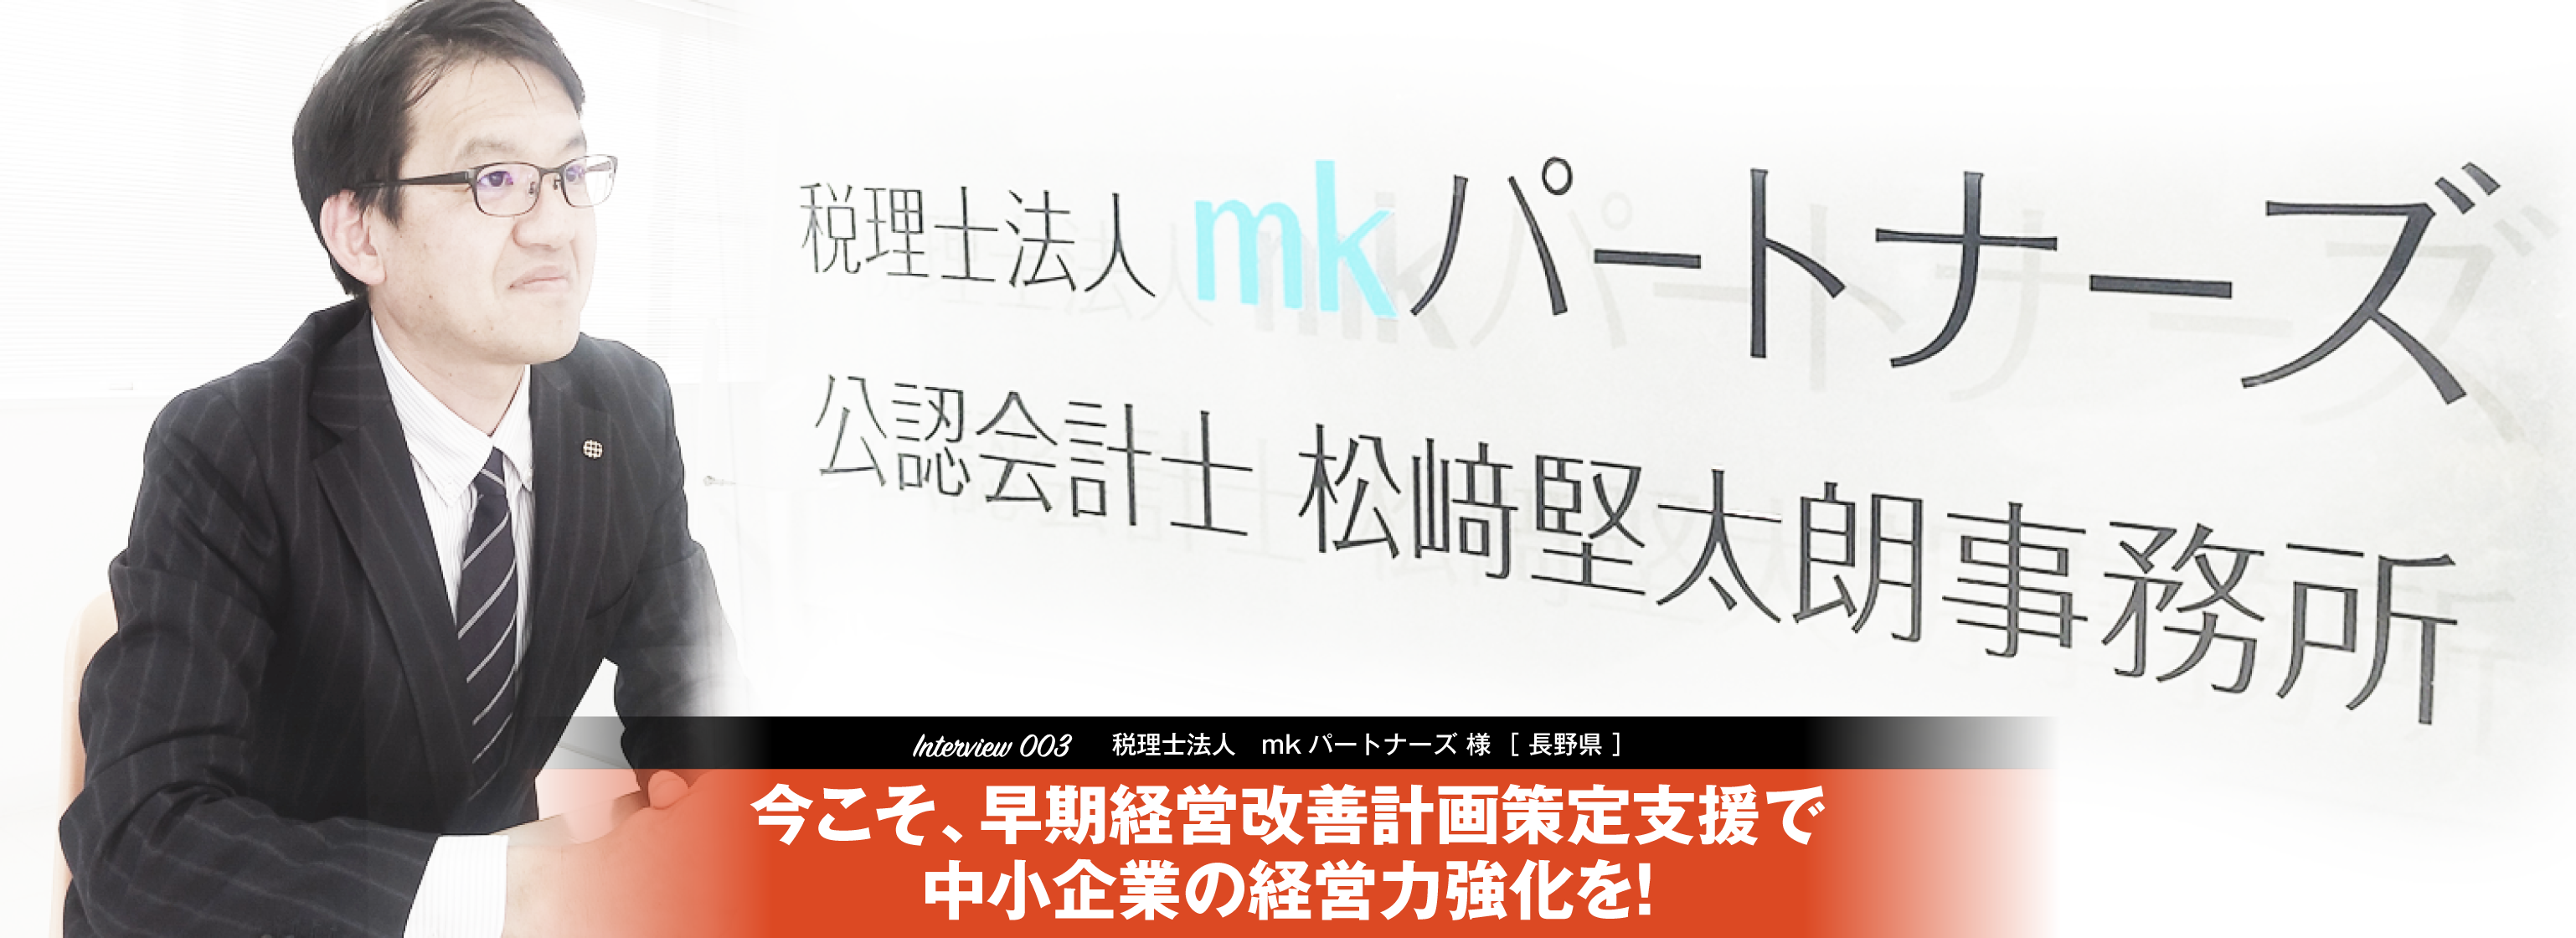 税理士法人 mkパートナーズ
公認会計士 松﨑堅太朗事務所
Interview 003 税理士法人 mk パートナーズ 様 [ 長野県 ]
今こそ、早期経営改善計画策定支援で
中小企業の経営力強化を!